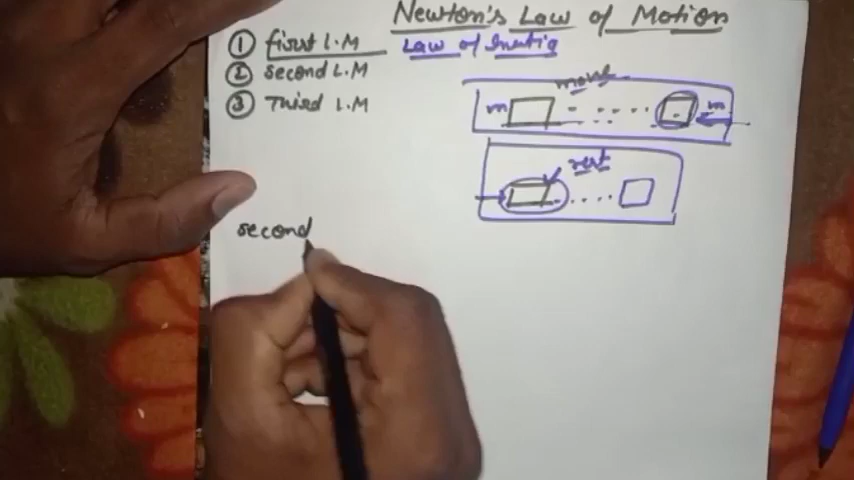 Newton's Law of Motion
① first L.M Law of Inertia
② second L.M
③ Third L.M
move
m m
rest
second